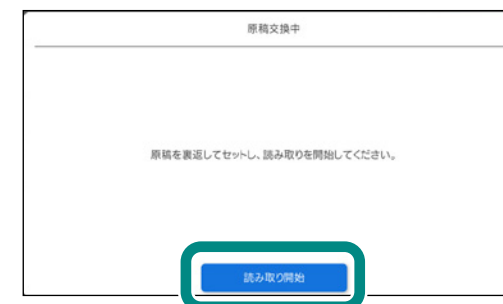 原稿交換中
原稿を裏返してセットし、読み取りを開始してください。
読み取り開始